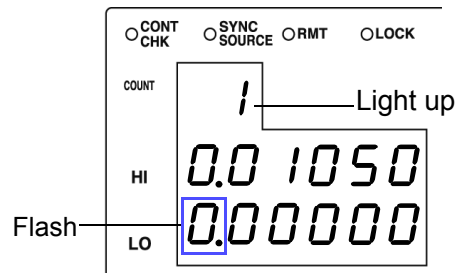 CONT CHK SYNC SOURCE RMT LOCK
COUNT 1 Light up
HI 0.01050
Flash
LO 0.00000